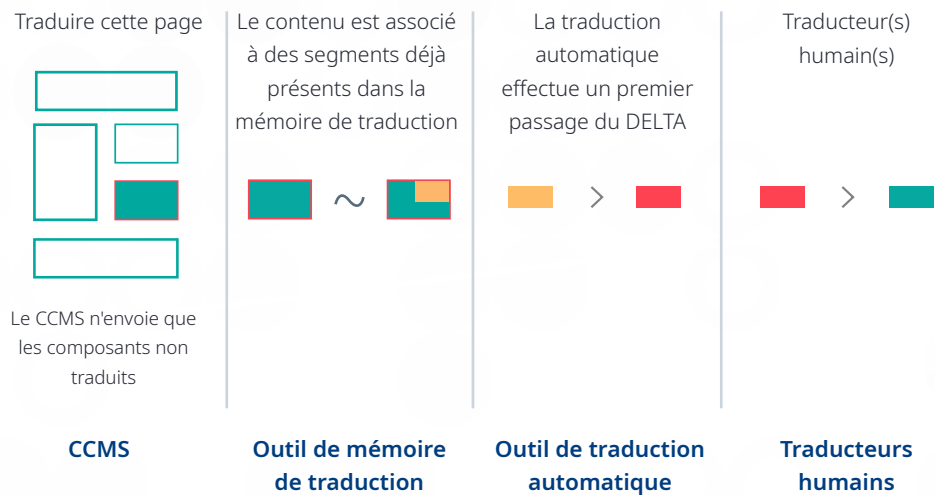 Traduire cette page
Le CCMS n'envoie que
les composants non
traduits
CCMS
Le contenu est associé
à des segments déjà
présents dans la
mémoire de traduction
Outil de mémoire
de traduction
La traduction
automatique
effectue un premier
passage du DELTA
Outil de traduction
automatique
Traducteur(s)
humain(s)
Traducteurs
humains